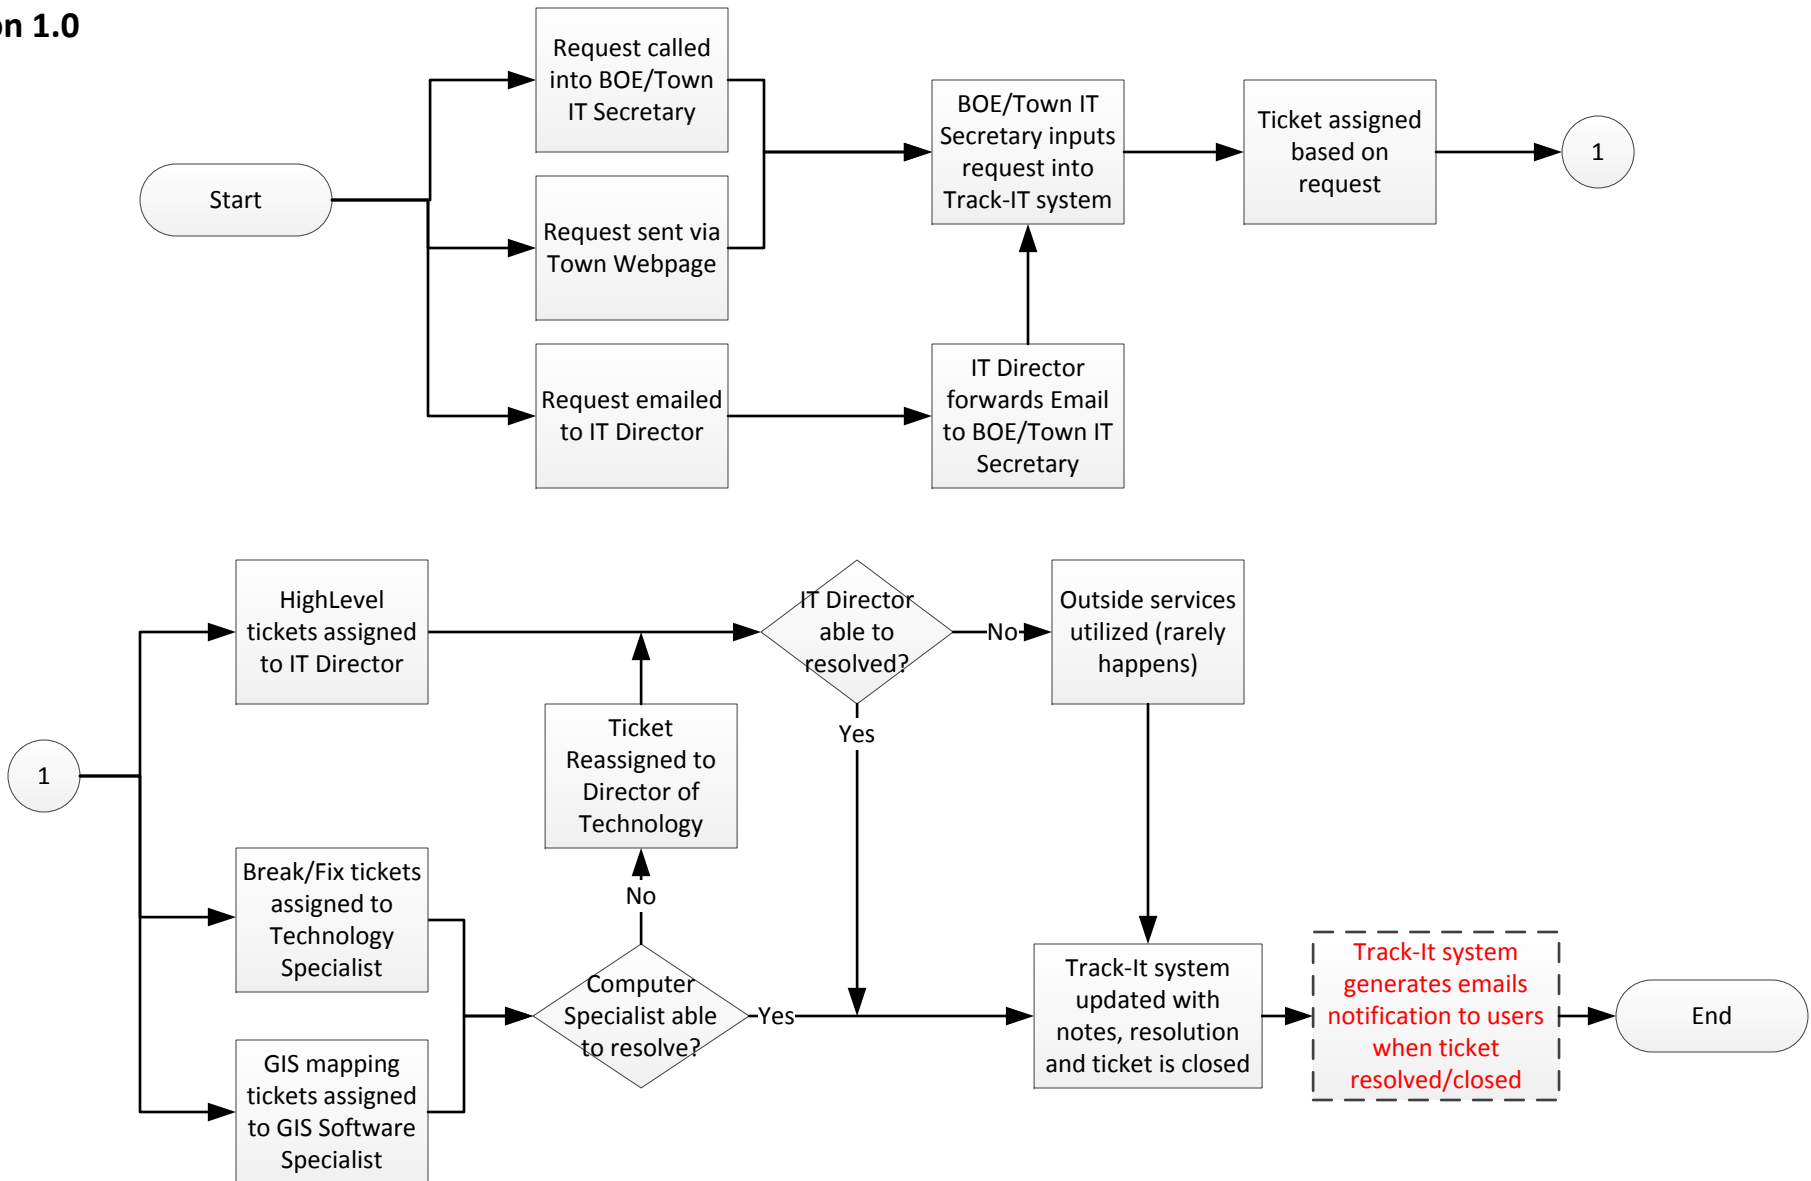 on 1.0
Request called
into BOE/Town
IT Secretary
BOE/Town IT
Secretary inputs
request into
Track-IT system
Ticket assigned
based on
request
1
Start
Request sent via
Town Webpage
Request emailed
to IT Director
IT Director
forwards Email
to BOE/Town IT
Secretary
HighLevel
tickets assigned
to IT Director
IT Director
able to
resolved?
No
Outside services
utilized (rarely
happens)
Yes
Ticket
Reassigned to
Director of
Technology
1
No
Break/Fix tickets
assigned to
Technology
Specialist
Computer
Specialist able
to resolve?
Yes
Track-It system
updated with
notes, resolution
and ticket is closed
Track-It system
generates emails
notification to users
when ticket
resolved/closed
End
GIS mapping
tickets assigned
to GIS Software
Specialist